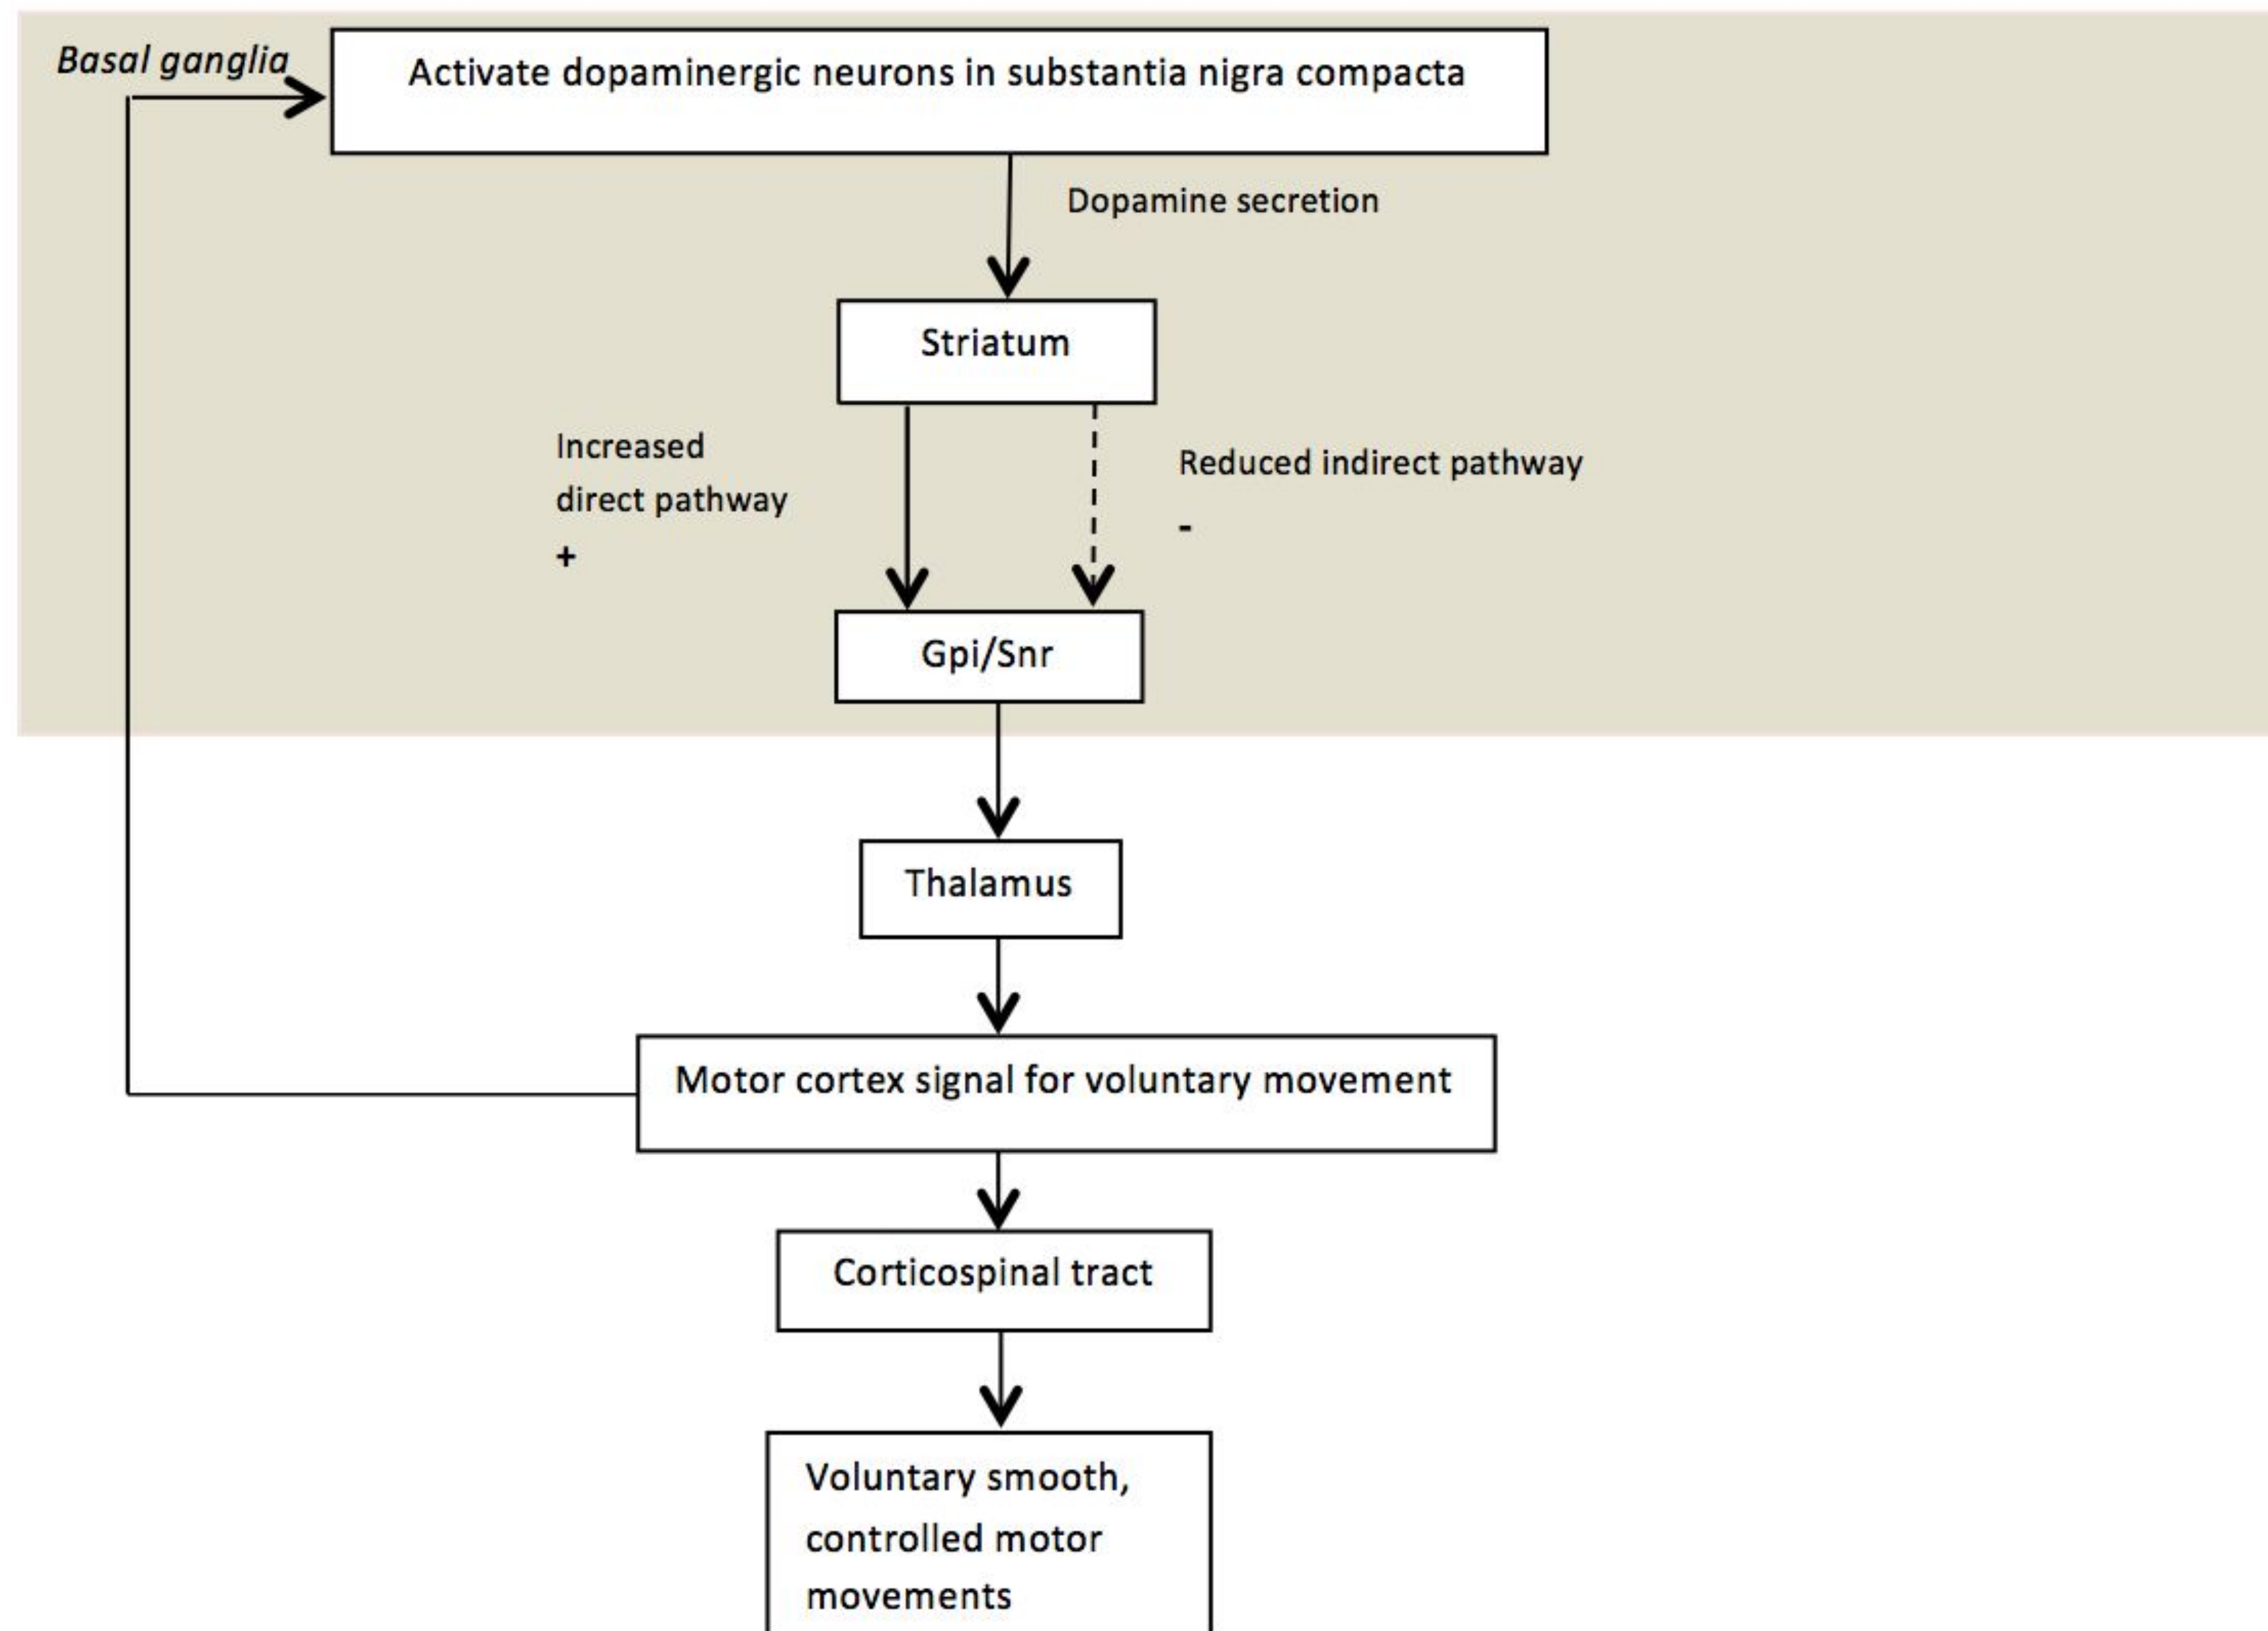 Basal ganglia
Activate dopaminergic neurons in substantia nigra compacta
Dopamine secretion
Striatum
Increased
direct pathway
+
Reduced indirect pathway
-
Gpi/Snr
Thalamus
Motor cortex signal for voluntary movement
Corticospinal tract
Voluntary smooth,
controlled motor
movements